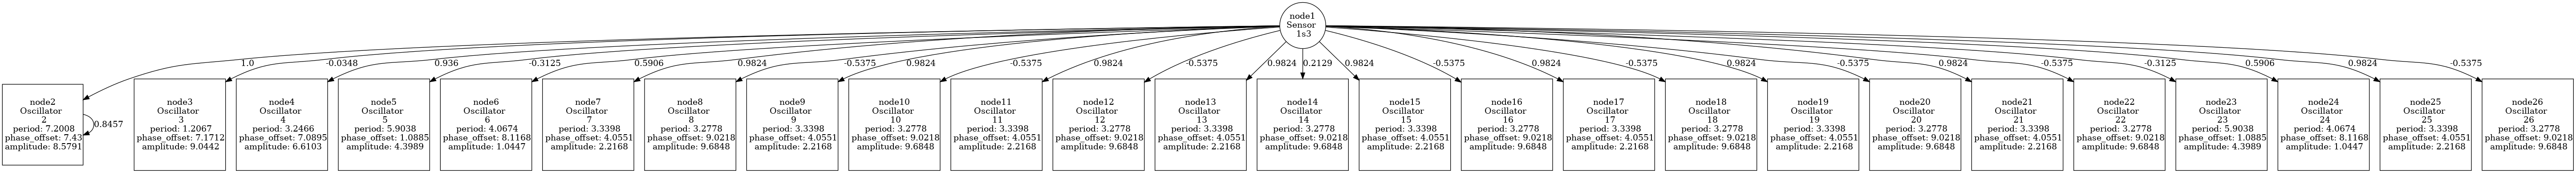 node1
Sensor
1s3
1.0
-0.0348
0.936
-0.3125
0.5906
0.9824
-0.5375
0.9824
-0.5375
0.9824
-0.5375
0.9824
0.2129
0.9824
-0.5375
0.9824
-0.5375
0.9824
-0.5375
0.9824
-0.5375
-0.3125
0.5906
0.9824
-0.5375
node2
Oscillator
2
period: 7.2008
phase_offset: 7.43
amplitude: 8.5791
0.8457
node3
Oscillator
3
period: 1.2067
phase_offset: 7.1712
amplitude: 9.0442
node4
Oscillator
4
period: 3.2466
phase_offset: 7.0895
amplitude: 6.6103
node5
Oscillator
5
period: 5.9038
phase_offset: 1.0885
amplitude: 4.3989
node6
Oscillator
6
period: 4.0674
phase_offset: 8.1168
amplitude: 1.0447
node7
Oscillator
7
period: 3.3398
phase_offset: 4.0551
amplitude: 2.2168
node8
Oscillator
8
period: 3.2778
phase_offset: 9.0218
amplitude: 9.6848
node9
Oscillator
9
period: 3.3398
phase_offset: 4.0551
amplitude: 2.2168
node10
Oscillator
10
period: 3.2778
phase_offset: 9.0218
amplitude: 9.6848
node11
Oscillator
11
period: 3.3398
phase_offset: 4.0551
amplitude: 2.2168
node12
Oscillator
12
period: 3.2778
phase_offset: 9.0218
amplitude: 9.6848
node13
Oscillator
13
period: 3.3398
phase_offset: 4.0551
amplitude: 2.2168
node14
Oscillator
14
period: 3.2778
phase_offset: 9.0218
amplitude: 9.6848
node15
Oscillator
15
period: 3.3398
phase_offset: 4.0551
amplitude: 2.2168
node16
Oscillator
16
period: 3.2778
phase_offset: 9.0218
amplitude: 9.6848
node17
Oscillator
17
period: 3.3398
phase_offset: 4.0551
amplitude: 2.2168
node18
Oscillator
18
period: 3.2778
phase_offset: 9.0218
amplitude: 9.6848
node19
Oscillator
19
period: 3.3398
phase_offset: 4.0551
amplitude: 2.2168
node20
Oscillator
20
period: 3.2778
phase_offset: 9.0218
amplitude: 9.6848
node21
Oscillator
21
period: 3.3398
phase_offset: 4.0551
amplitude: 2.2168
node22
Oscillator
22
period: 3.2778
phase_offset: 9.0218
amplitude: 9.6848
node23
Oscillator
23
period: 5.9038
phase_offset: 1.0885
amplitude: 4.3989
node24
Oscillator
24
period: 4.0674
phase_offset: 8.1168
amplitude: 1.0447
node25
Oscillator
25
period: 3.3398
phase_offset: 4.0551
amplitude: 2.2168
node26
Oscillator
26
period: 3.2778
phase_offset: 9.0218
amplitude: 9.6848